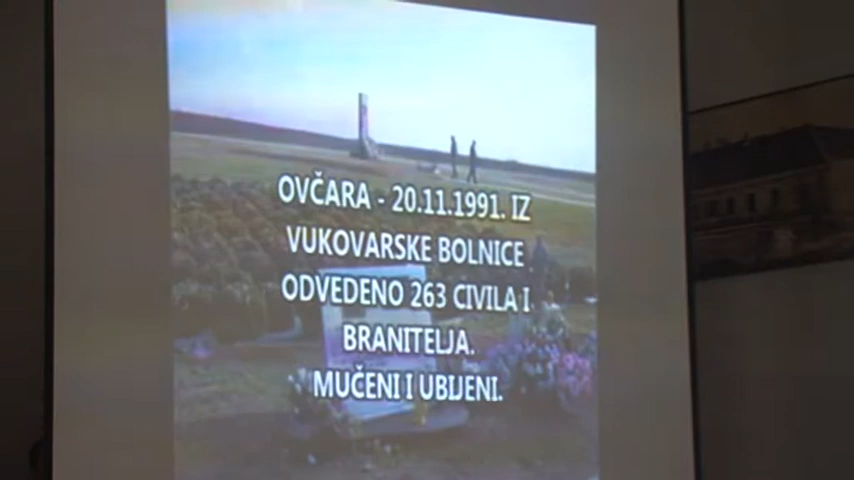 OVČARA - 20.11.1991. IZ
VUKOVARSKE BOLNICE
ODVEDENO 263 CIVILA I
BRANITELJA.
MUČENI I UBIJENI.